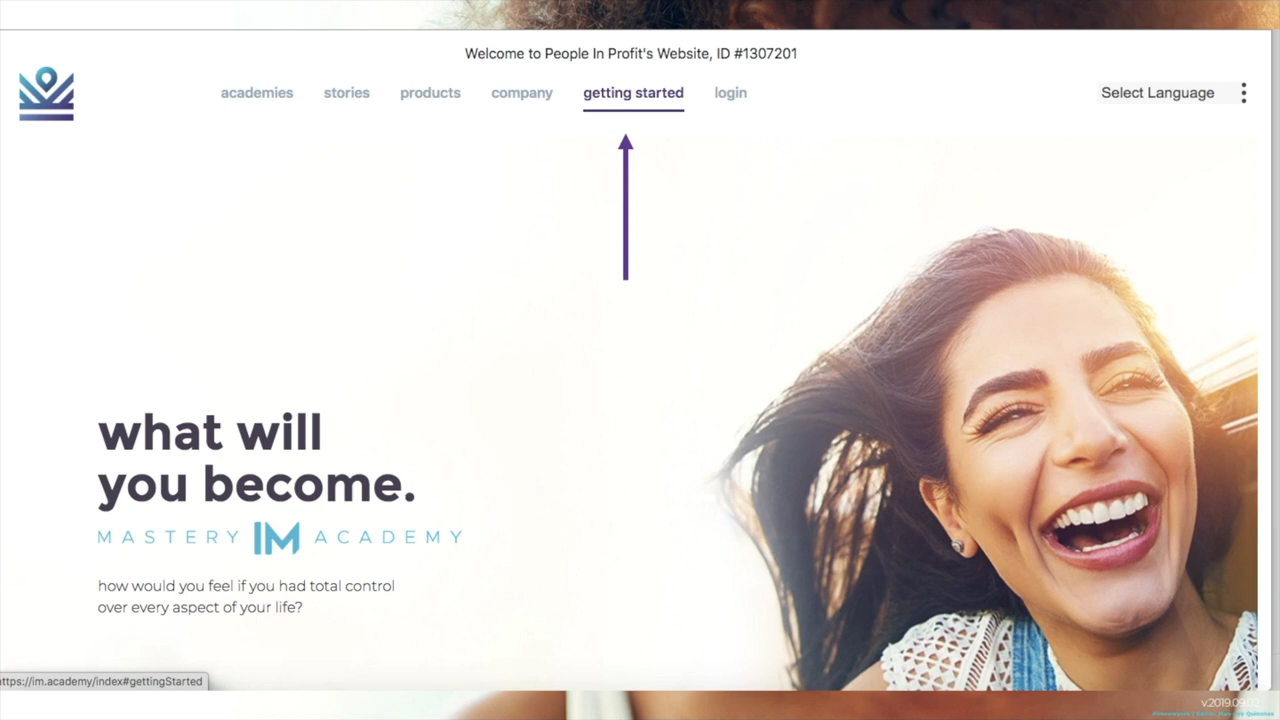 Welcome to People In Profit's Website, ID #1307201
academies stories products company getting started login
Select Language
what will
you become.
MASTERY IM ACADEMY
how would you feel if you had total control
over every aspect of your life?
ttps://im.academy/index#gettingStarted